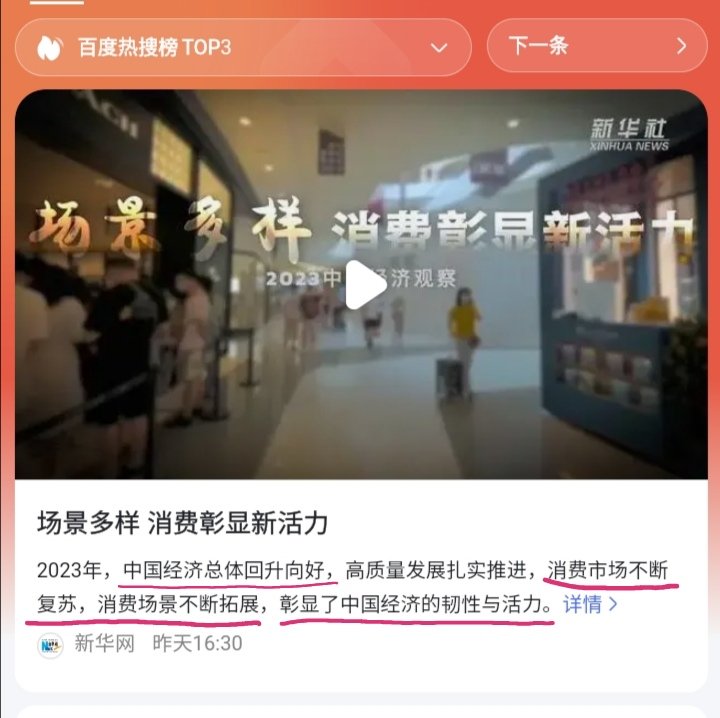 百度热搜榜 TOP3
下一条
新华社
XINHUA NEWS
场景多样 消费彰显新活力
2023中 经济观察
场景多样 消费彰显新活力
2023年，中国经济总体回升向好，高质量发展扎实推进，消费市场不断
复苏，消费场景不断拓展，彰显了中国经济的韧性与活力。详情 >
新华网 昨天16:30